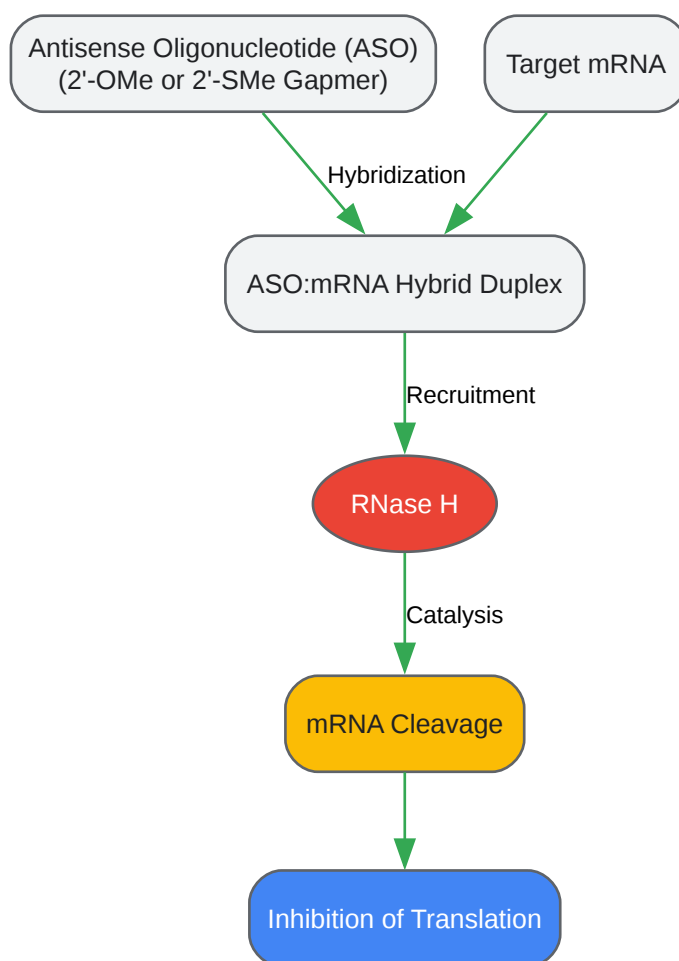 Antisense Oligonucleotide (ASO)
(2'-OMe or 2'-SMe Gapmer)
Target mRNA
Hybridization
ASO:mRNA Hybrid Duplex
Recruitment
RNase H
Catalysis
mRNA Cleavage
Inhibition of Translation